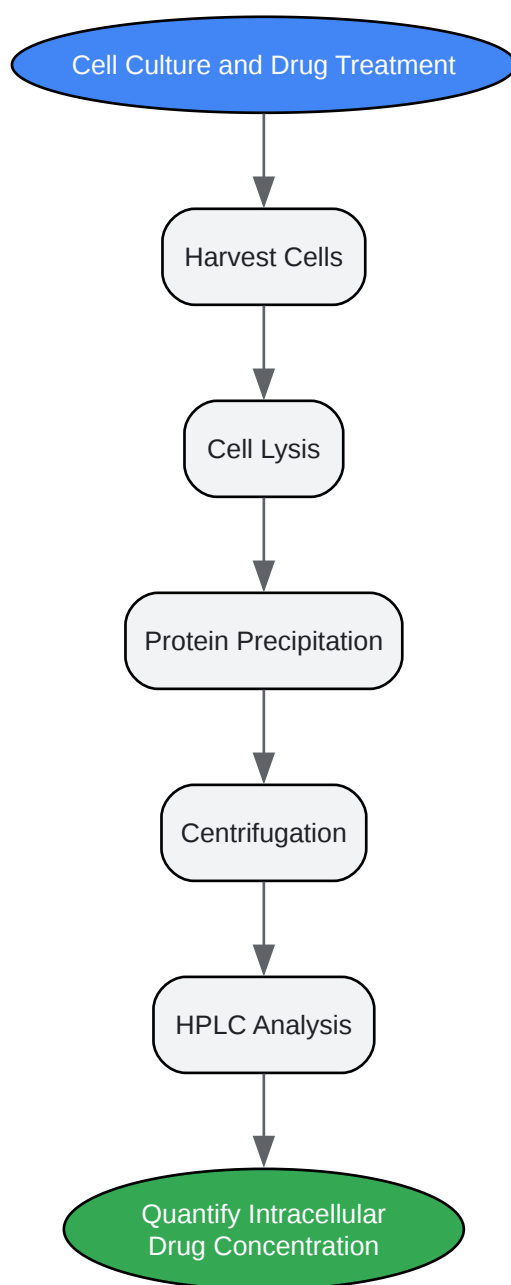 Cell Culture and Drug Treatment
Harvest Cells
Cell Lysis
Protein Precipitation
Centrifugation
HPLC Analysis
Quantify Intracellular
Drug Concentration